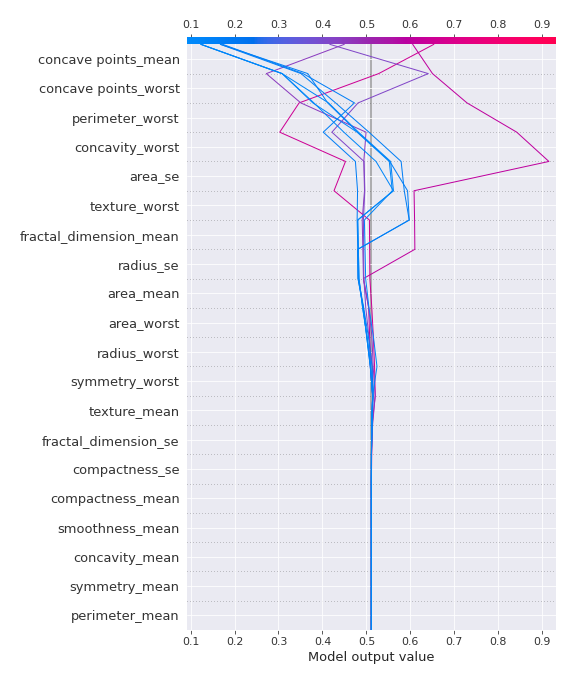 0.1 0.2 0.3 0.4 0.5 0.6 0.7 0.8 0.9
concave points_mean
concave points_worst
perimeter_worst
concavity_worst
area_se
texture_worst
fractal_dimension_mean
radius_se
area_mean
area_worst
radius_worst
symmetry_worst
texture_mean
fractal_dimension_se
compactness_se
compactness_mean
smoothness_mean
concavity_mean
symmetry_mean
perimeter_mean
0.1 0.2 0.3 0.4 0.5 0.6 0.7 0.8 0.9
Model output value